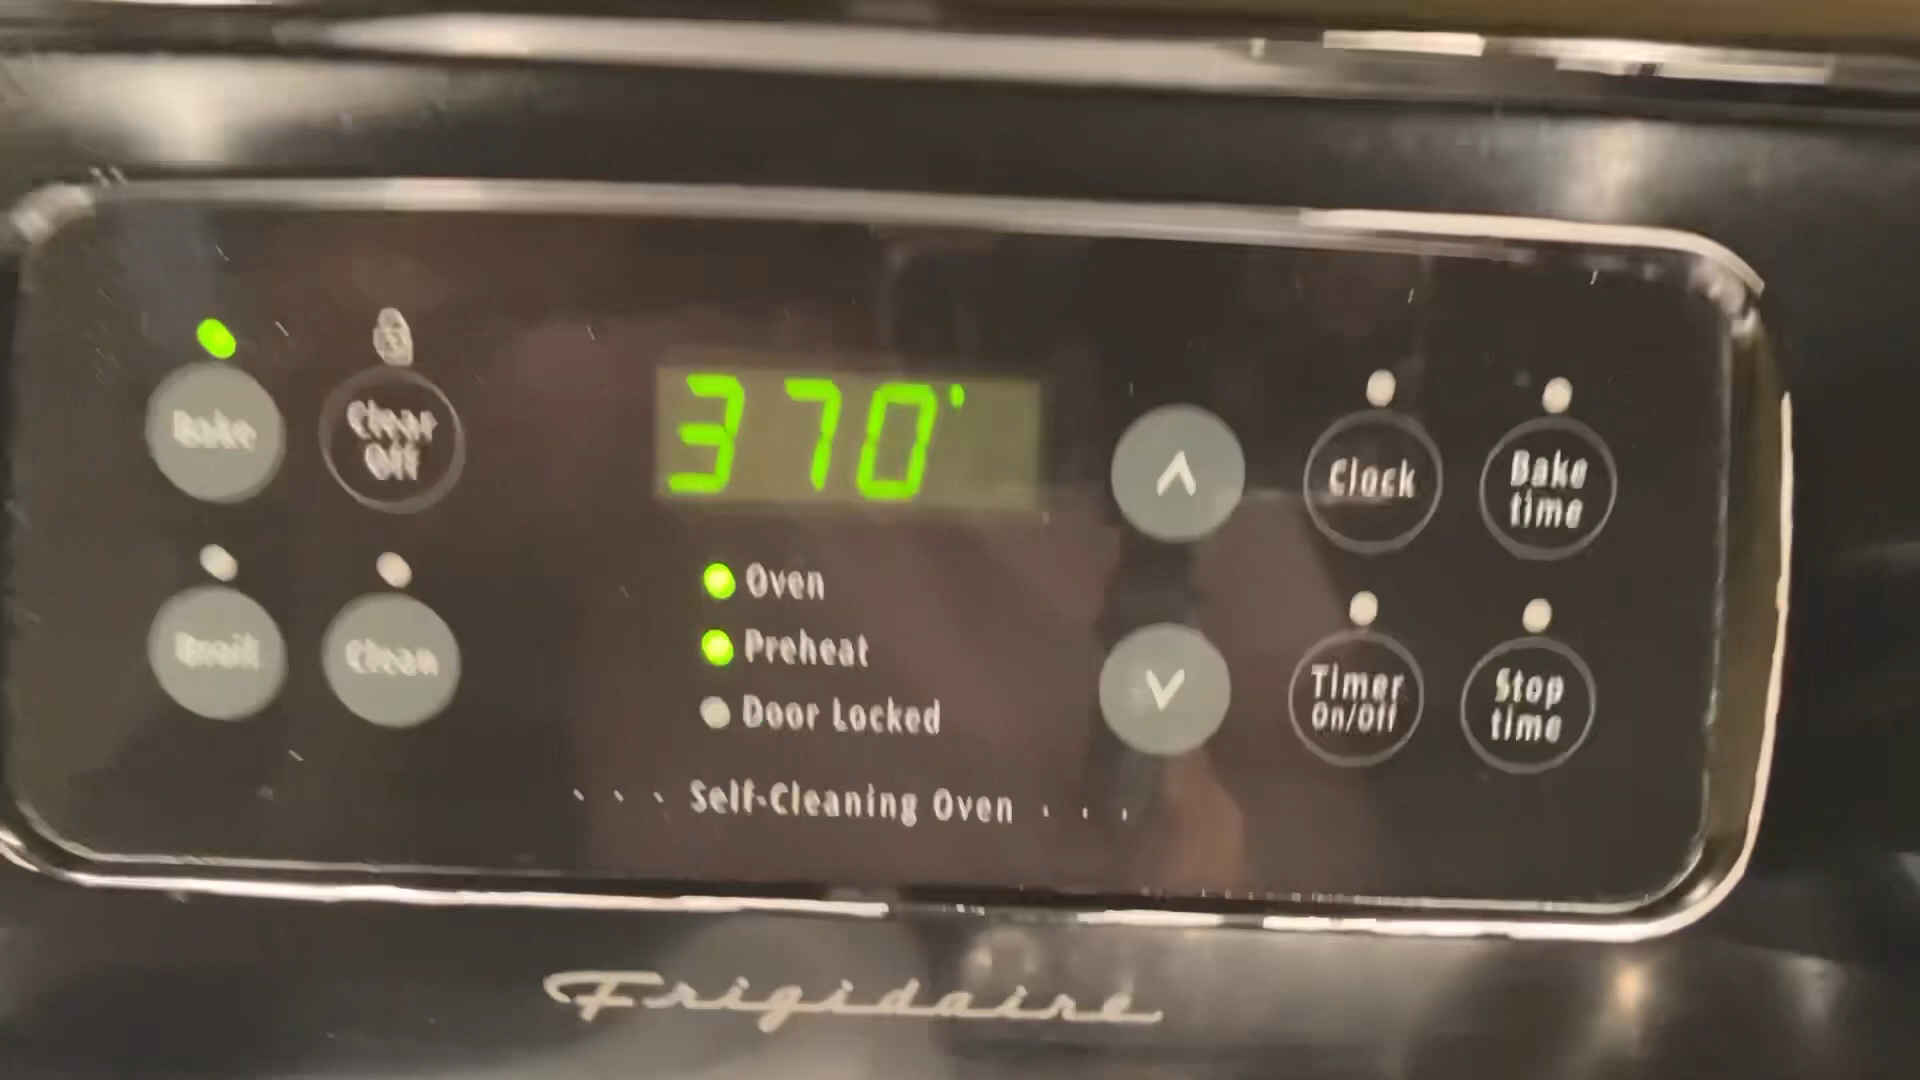 Bake
Clear
Off
370°
Clock
Bake
time
Oven
Preheat
Door Locked
Broil
Clean
Timer
On/Off
Stop
time
Self-Cleaning Oven
Frigidaire